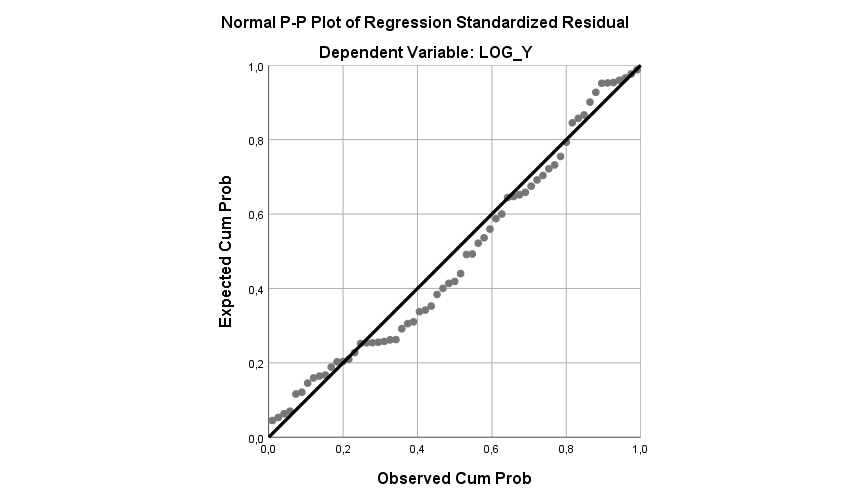 Normal P-P Plot of Regression Standardized Residual
Dependent Variable: LOG_Y
1,0
0,8
0,6
0,4
0,2
0,0
Expected Cum Prob
0,0 0,2 0,4 0,6 0,8 1,0
Observed Cum Prob